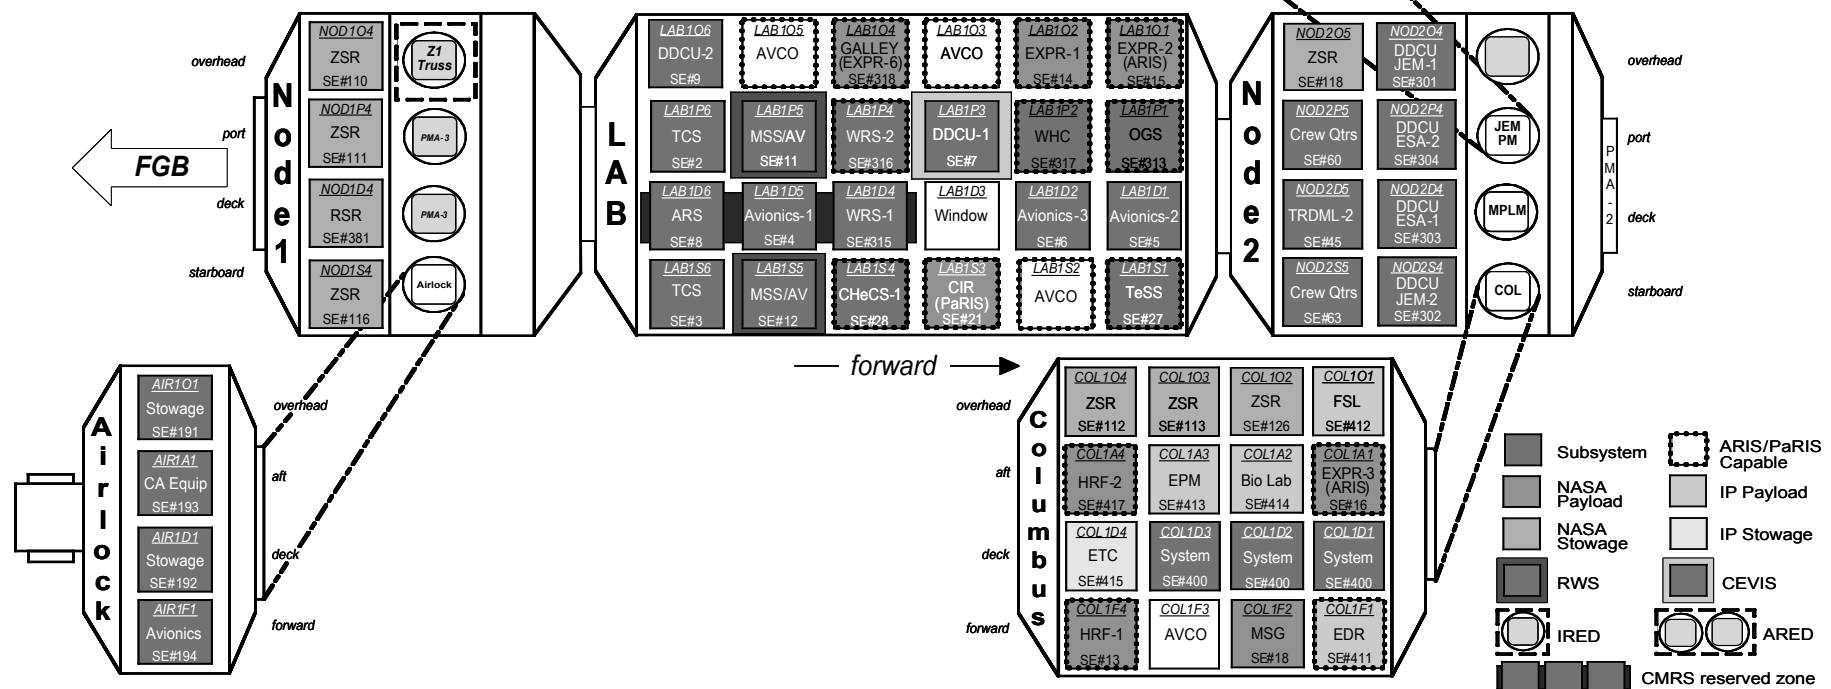 FGB
overhead
port
deck
starboard
Node1
NOD1O4
ZSR
SE#110
Z1
Truss
NOD1P4
ZSR
SE#111
PMA-3
NOD1D4
RSR
SE#381
PMA-3
NOD1S4
ZSR
SE#116
Airlock
LAB
LAB1O6
DDCU-2
SE#9
LAB1O5
AVCO
LAB1O4
GALLEY
(EXPR-6)
SE#318
LAB1O3
AVCO
LAB1O2
EXPR-1
SE#14
LAB1O1
EXPR-2
(ARIS)
SE#15
LAB1P6
TCS
SE#2
LAB1P5
MSS/AV
SE#11
LAB1P4
WRS-2
SE#316
LAB1P3
DDCU-1
SE#7
LAB1P2
WHC
SE#317
LAB1P1
OGS
SE#313
LAB1D6
ARS
SE#8
LAB1D5
Avionics-1
SE#4
LAB1D4
WRS-1
SE#315
LAB1D3
Window
LAB1D2
Avionics-3
SE#6
LAB1D1
Avionics-2
SE#5
LAB1S6
TCS
SE#3
LAB1S5
MSS/AV
SE#12
LAB1S4
CHeCS-1
SE#28
LAB1S3
CIR
(PaRIS)
SE#21
LAB1S2
AVCO
LAB1S1
TeSS
SE#27
Node2
NOD2O5
ZSR
SE#118
NOD2O4
DDCU
JEM-1
SE#301
NOD2P5
Crew Qtrs
SE#60
NOD2P4
DDCU
ESA-2
SE#304
JEM
PM
NOD2D5
TRDML-2
SE#45
NOD2D4
DDCU
ESA-1
SE#303
MPLM
NOD2S5
Crew Qtrs
SE#63
NOD2S4
DDCU
JEM-2
SE#302
COL
PMA-2
overhead
port
deck
starboard
forward
Airlock
AIR1O1
Stowage
SE#191
AIR1A1
CA Equip
SE#193
AIR1D1
Stowage
SE#192
AIR1F1
Avionics
SE#194
overhead
aft
deck
forward
overhead
aft
deck
forward
Columbus
COL1O4
ZSR
SE#112
COL1O3
ZSR
SE#113
COL1O2
ZSR
SE#126
COL1O1
FSL
SE#412
COL1A4
HRF-2
SE#417
COL1A3
EPM
SE#413
COL1A2
Bio Lab
SE#414
COL1A1
EXPR-3
(ARIS)
SE#16
COL1D4
ETC
SE#415
COL1D3
System
SE#400
COL1D2
System
SE#400
COL1D1
System
SE#400
COL1F4
HRF-1
SE#13
COL1F3
AVCO
COL1F2
MSG
SE#18
COL1F1
EDR
SE#411
Subsystem
ARIS/PaRIS
Capable
NASA
Payload
IP Payload
NASA
Stowage
IP Stowage
RWS
CEVIS
IRED
ARED
CMRS reserved zone